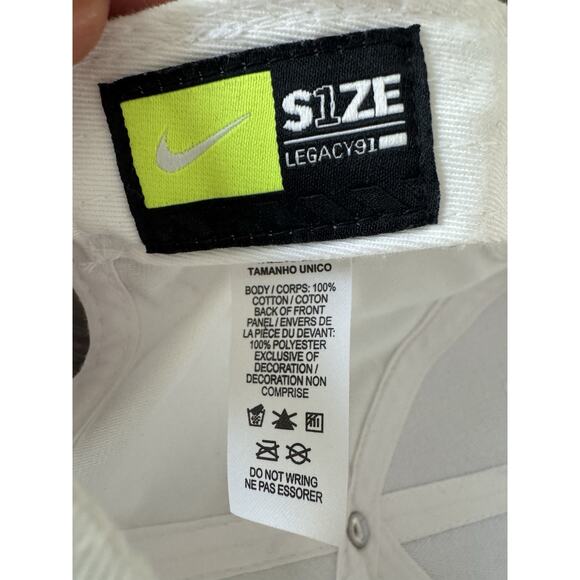 S1ZE
LEGACY91
TAMANHO UNICO
BODY / CORPS: 100%
COTTON / COTON
BACK OF FRONT
PANEL / ENVERS DE
LA PIÈCE DU DEVANT:
100% POLYESTER
EXCLUSIVE OF
DECORATION /
DECORATION NON
COMPRISE
DO NOT WRING
NE PAS ESSORER